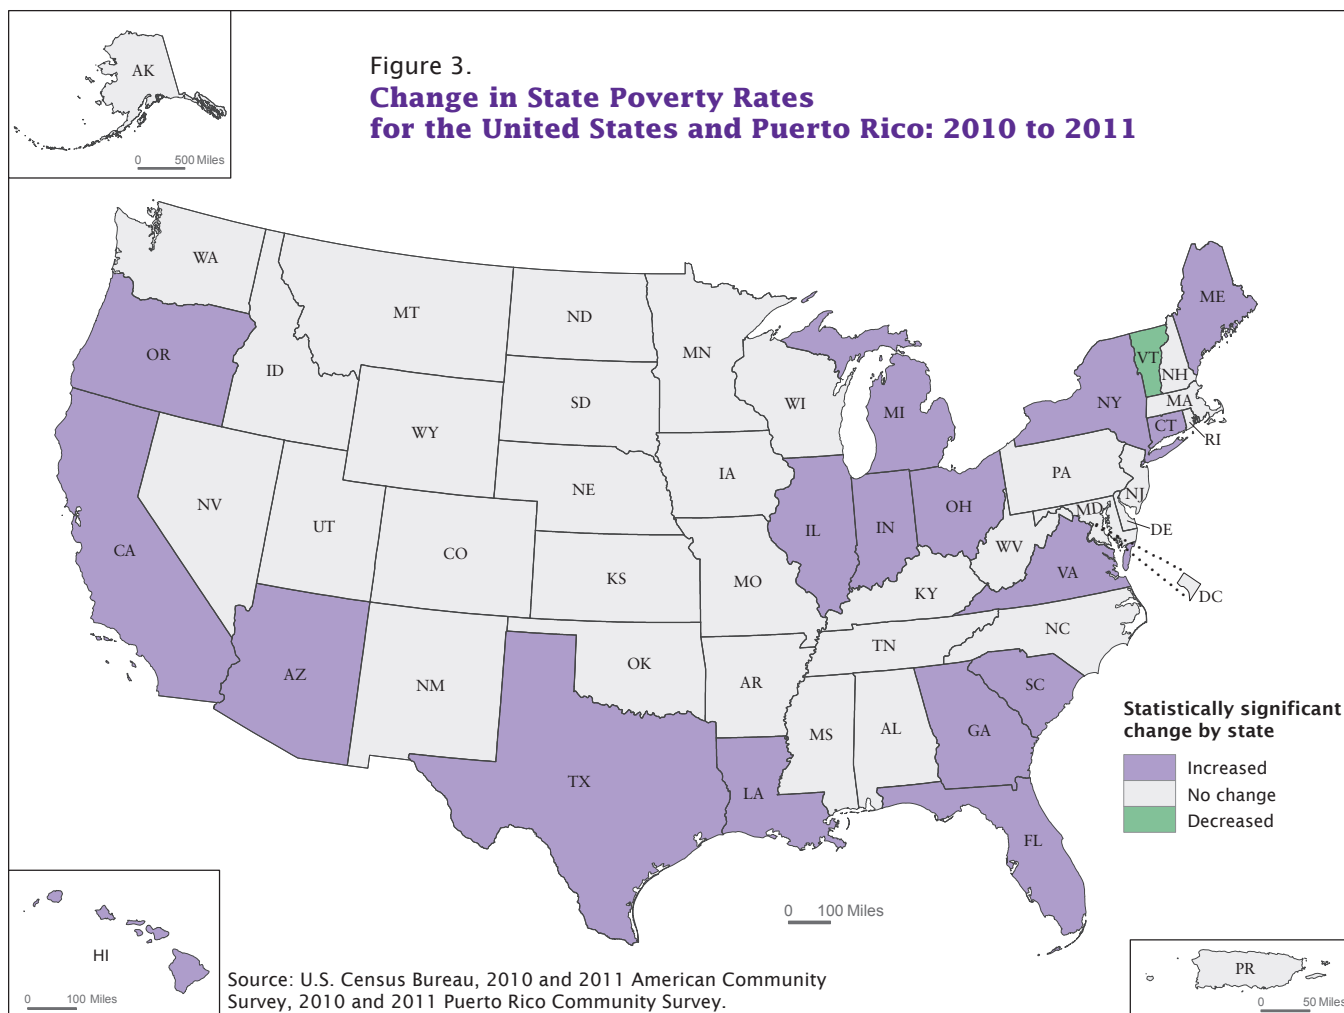 AK
0 500 Miles
Figure 3.
Change in State Poverty Rates
for the United States and Puerto Rico: 2010 to 2011
WA
MT
ND
MN
ME
OR
ID
SD
WI
MI
VT
NH
NY
MA
CT
RI
WY
IA
PA
NJ
NE
NV
UT
CO
IL
IN
OH
MD
DE
WV
VA
DC
CA
KS
MO
KY
NC
TN
AZ
NM
OK
AR
SC
MS
AL
GA
TX
LA
FL
Statistically significant
change by state
Increased
No change
Decreased
0 100 Miles
HI
0 100 Miles
Source: U.S. Census Bureau, 2010 and 2011 American Community
Survey, 2010 and 2011 Puerto Rico Community Survey.
PR
0 50 Miles